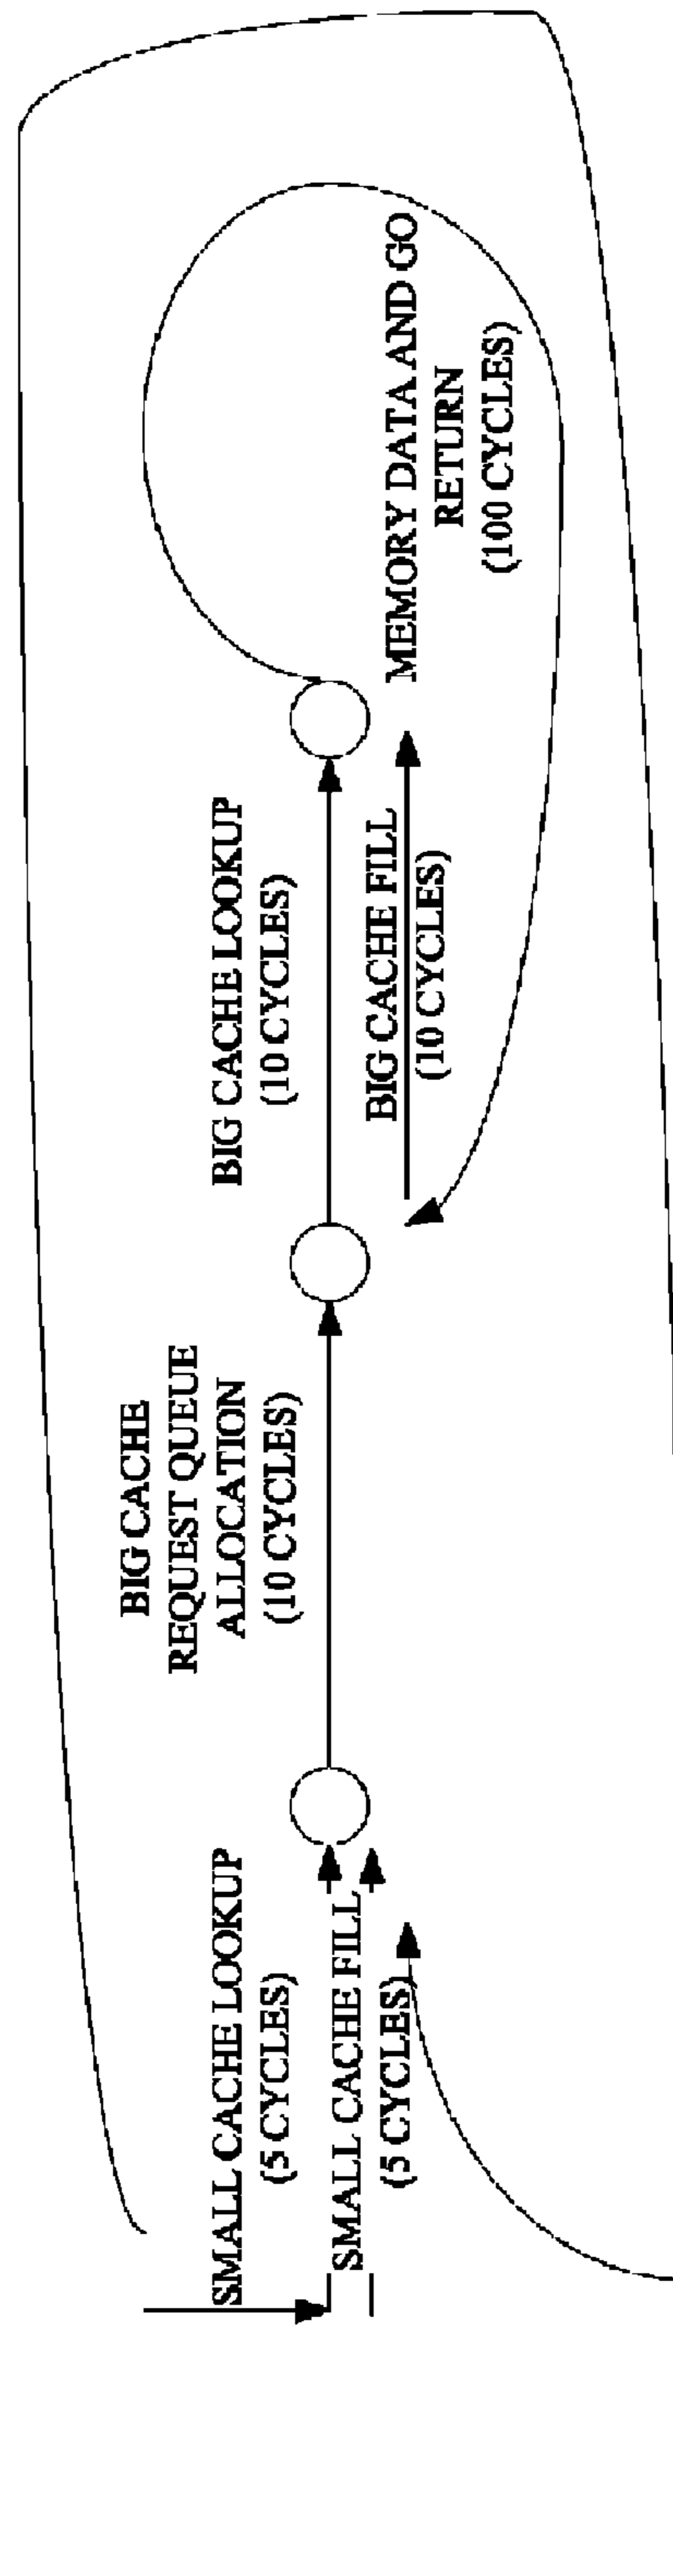 SMALL CACHE LOOKUP
(5 CYCLES)
SMALL CACHE FILL
(5 CYCLES)
BIG CACHE
REQUEST QUEUE
ALLOCATION
(10 CYCLES)
BIG CACHE LOOKUP
(10 CYCLES)
BIG CACHE FILL
(10 CYCLES)
MEMORY DATA AND GO
RETURN
(100 CYCLES)